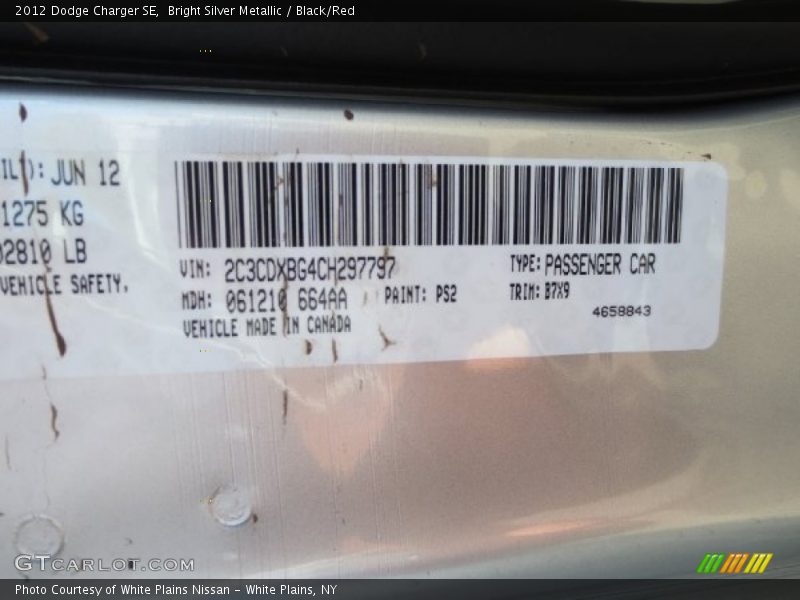 2012 Dodge Charger SE,  Bright Silver Metallic / Black/Red
IL): JUN 12
1275 KG
02810 LB
VEHICLE SAFETY.
VIN: 2C3CDXBG4CH297797
TYPE: PASSENGER CAR
MDH: 061210 664AA
PAINT: PS2
TRIM: B7X9
VEHICLE MADE IN CANADA
4658843
GTCARLOT.COM
Photo Courtesy of White Plains Nissan - White Plains, NY